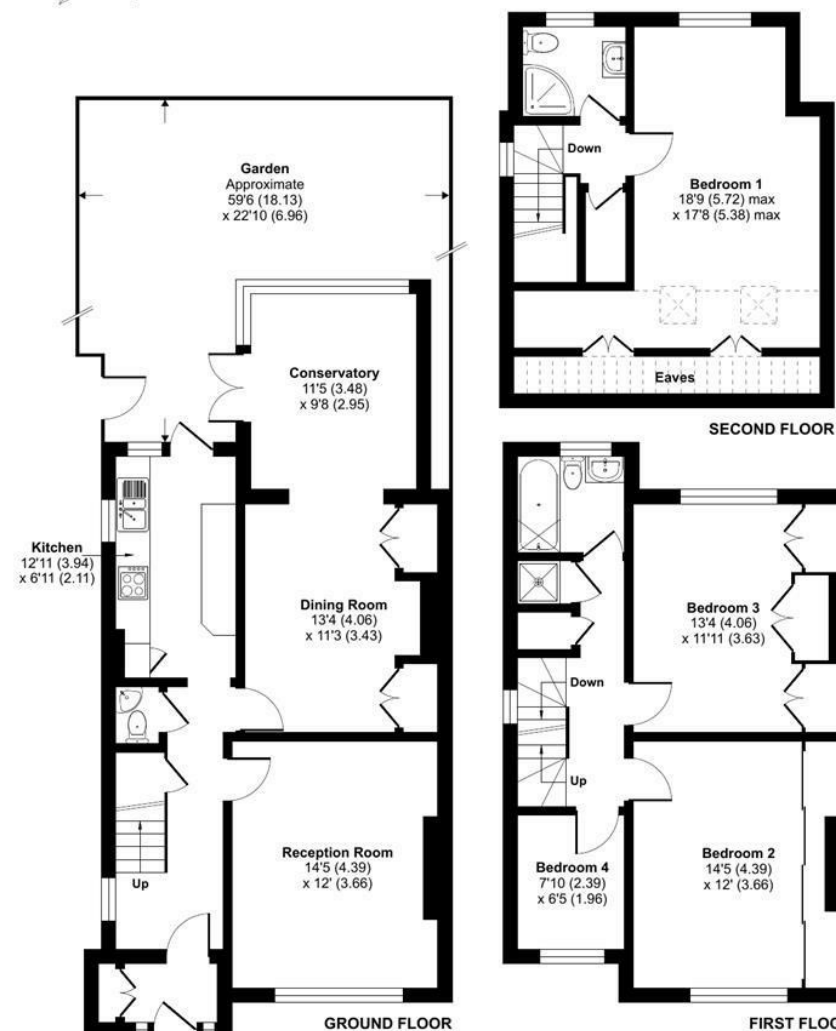 Garden
Approximate
59'6 (18.13)
x 22'10 (6.96)
Conservatory
11'5 (3.48)
x 9'8 (2.95)
Kitchen
12'11 (3.94)
x 6'11 (2.11)
Dining Room
13'4 (4.06)
x 11'3 (3.43)
Reception Room
14'5 (4.39)
x 12' (3.66)
Up
GROUND FLOOR
Down
Bedroom 1
18'9 (5.72) max
x 17'8 (5.38) max
Eaves
SECOND FLOOR
Bedroom 3
13'4 (4.06)
x 11'11 (3.63)
Down
Up
Bedroom 4
7'10 (2.39)
x 6'5 (1.96)
Bedroom 2
14'5 (4.39)
x 12' (3.66)
FIRST FLOO